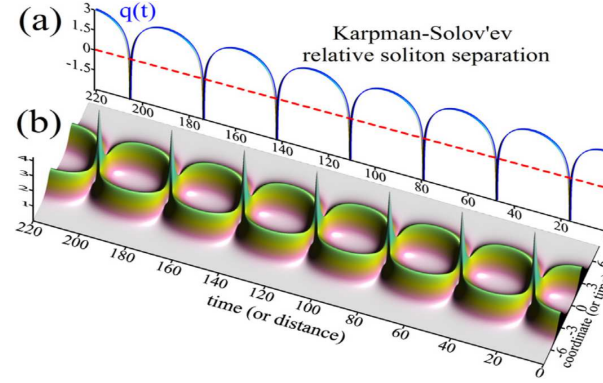 (a)
q(t)
Karpman-Solov'ev
relative soliton separation
3
1.5
0
-1.5
220 200 180 160 140 120 100 80 60 40 20
(b)
4
3
2
1
220 200 180 160 140 120 100 80 60 40 20 0
time (or distance)
-6 -3 0 3 6
coordinate (or time